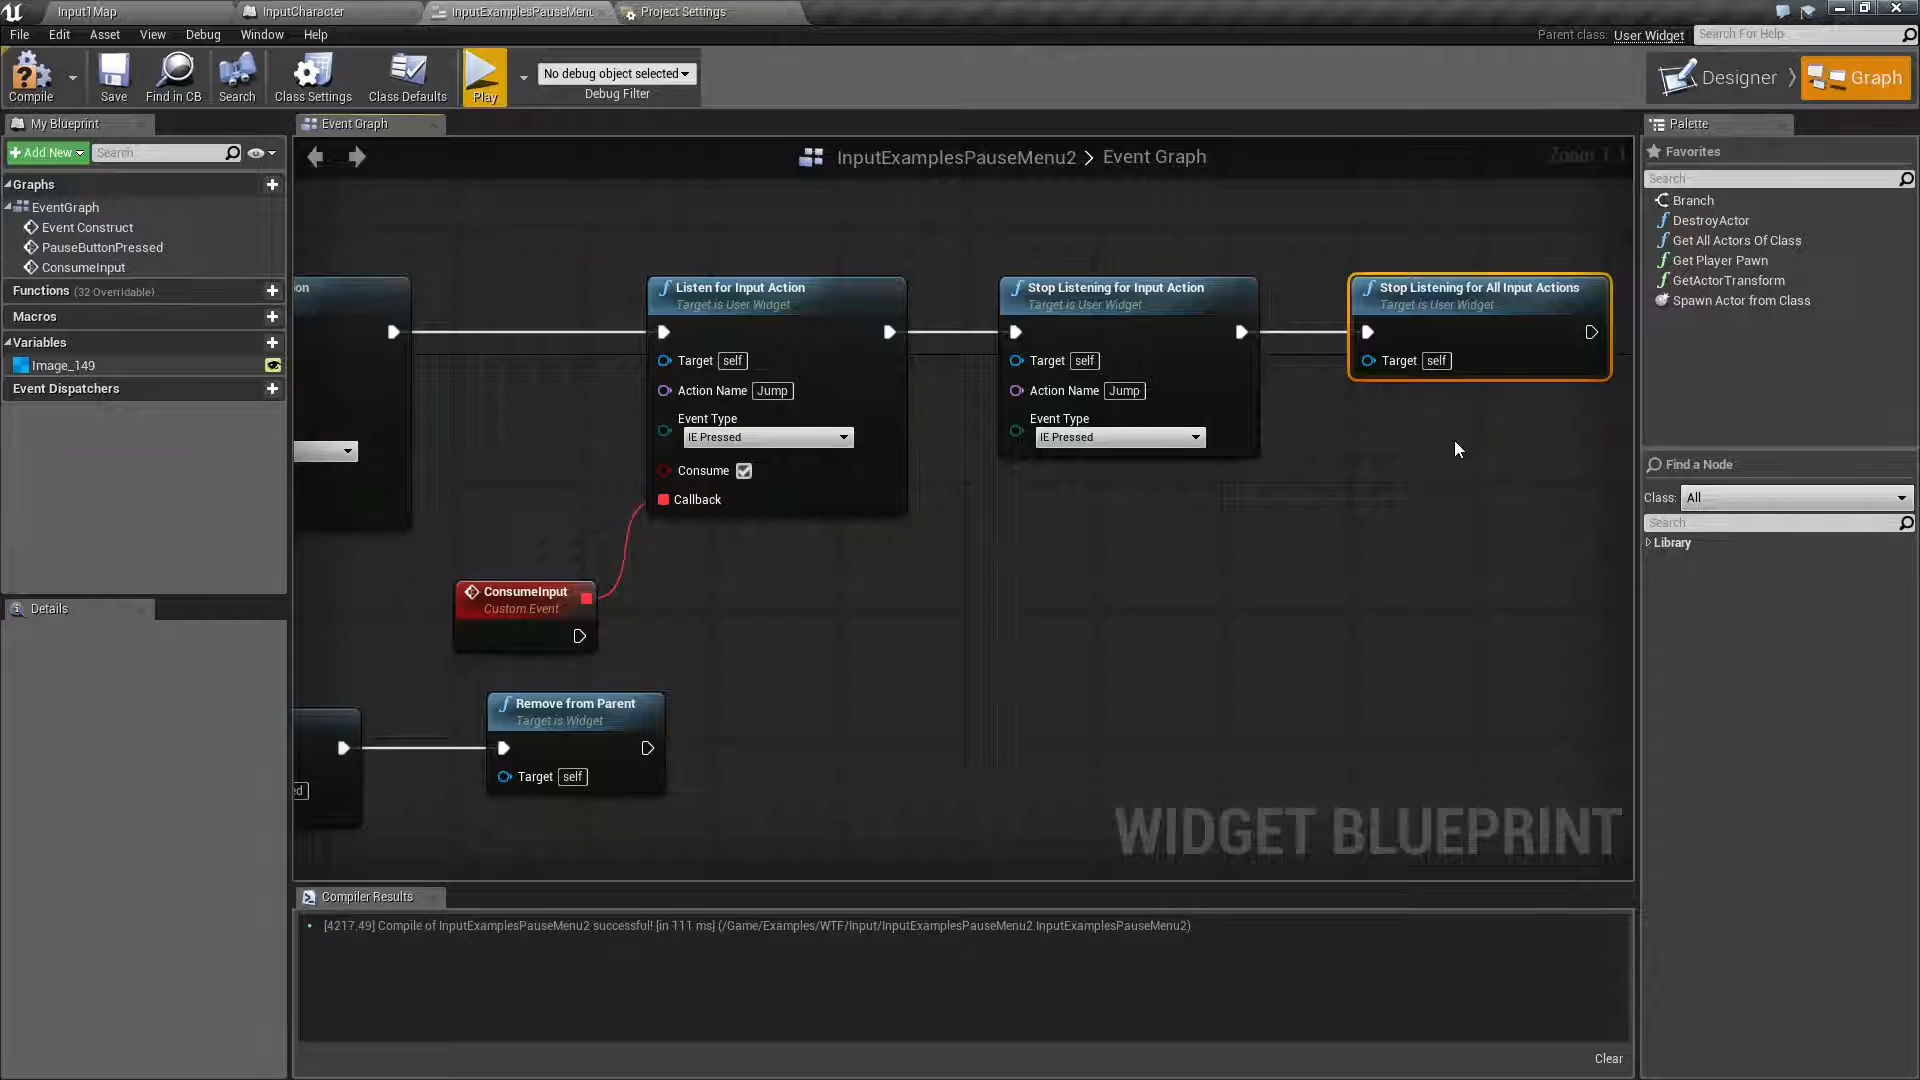 Input1Map
InputCharacter
InputExamplesPauseMenu
Project Settings
File
Edit
Asset
View
Debug
Window
Help
Parent class: User Widget
Search For Help
Compile
Save
Find in CB
Search
Class Settings
Class Defaults
Play
No debug object selected
Debug Filter
Designer
Graph
My Blueprint
Add New
Search
Graphs
EventGraph
Event Construct
PauseButtonPressed
ConsumeInput
Functions (32 Overridable)
Macros
Variables
Image_149
Event Dispatchers
Details
Event Graph
InputExamplesPauseMenu2 > Event Graph
Zoom 1:1
on
Listen for Input Action
Target is User Widget
Target self
Action Name Jump
Event Type
IE Pressed
Consume
Callback
Stop Listening for Input Action
Target is User Widget
Target self
Action Name Jump
Event Type
IE Pressed
Stop Listening for All Input Actions
Target is User Widget
Target self
ConsumeInput
Custom Event
Remove from Parent
Target is Widget
Target self
ed
WIDGET BLUEPRINT
Compiler Results
[4217.49] Compile of InputExamplesPauseMenu2 successful! [in 111 ms] (/Game/Examples/WTF/Input/InputExamplesPauseMenu2.InputExamplesPauseMenu2)
Clear
Palette
Favorites
Search
Branch
DestroyActor
Get All Actors Of Class
Get Player Pawn
GetActorTransform
Spawn Actor from Class
Find a Node
Class: All
Search
Library